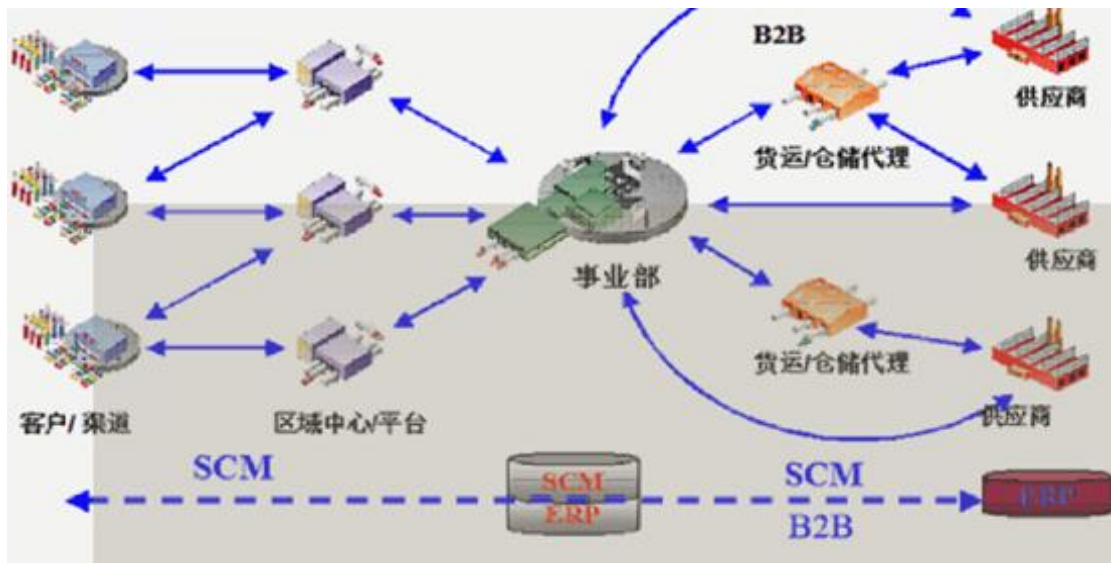 B2B
供应商
货运/仓储代理
供应商
事业部
货运/仓储代理
客户/ 渠道
区域中心/平台
供应商
SCM
SCM
ERP
SCM
B2B
ERP